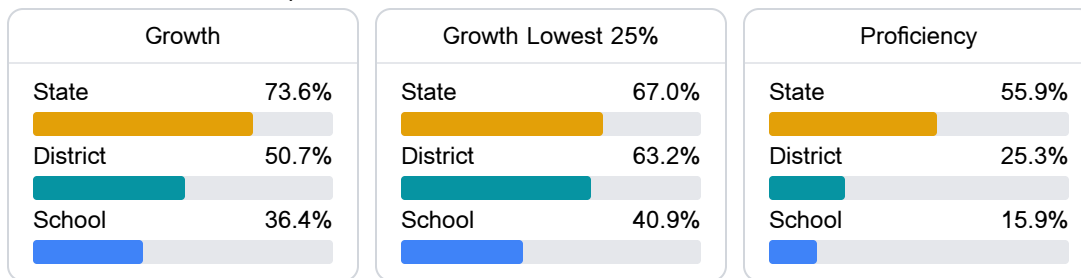 Growth
State 73.6%
District 50.7%
School 36.4%
Growth Lowest 25%
State 67.0%
District 63.2%
School 40.9%
Proficiency
State 55.9%
District 25.3%
School 15.9%